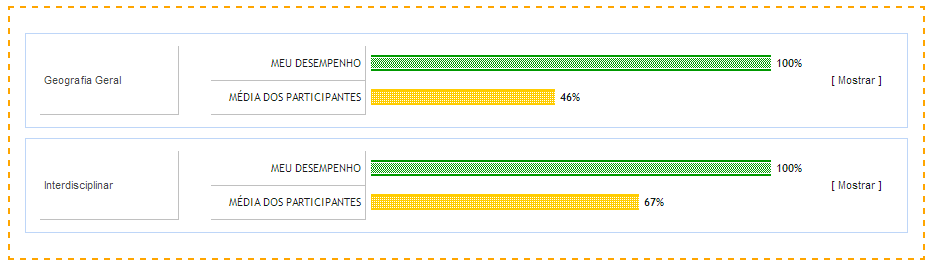 Geografia Geral
MEU DESEMPENHO
100%
MÉDIA DOS PARTICIPANTES
46%
[ Mostrar ]
Interdisciplinar
MEU DESEMPENHO
100%
MÉDIA DOS PARTICIPANTES
67%
[ Mostrar ]